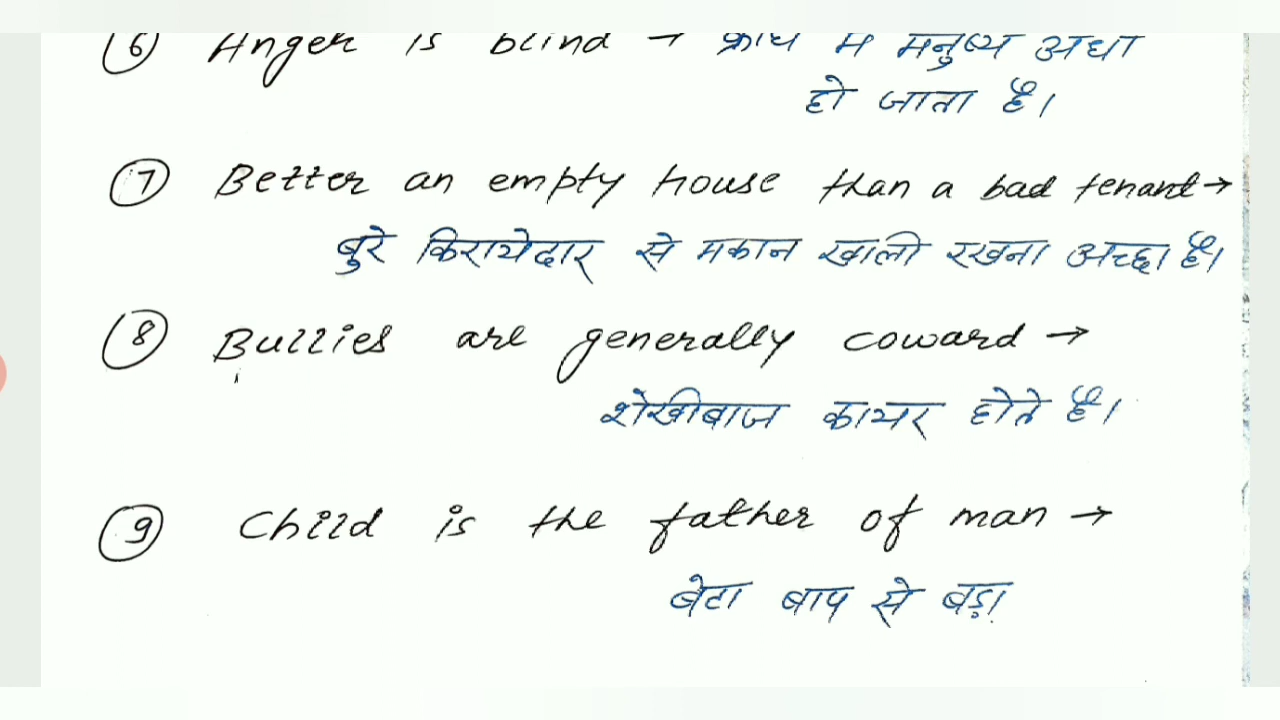 6 Anger is blind → क्रोध में मनुष्य अंधा
हो जाता है।
7 Better an empty house than a bad tenant →
बुरे किरायेदार से मकान खाली रखना अच्छा है।
8 Bullies are generally coward →
शेखीबाज कायर होते है।
9 Child is the father of man →
बेटा बाप से बड़ा